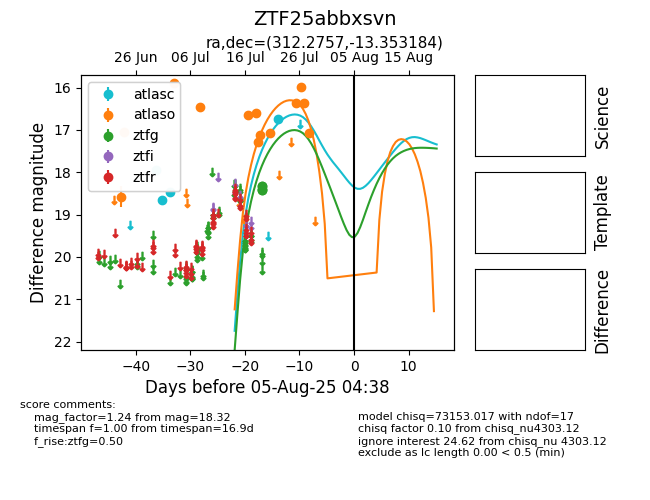 ZTF25abbxsvn
ra,dec=(312.2757,-13.353184)
26 Jun 06 Jul 16 Jul 26 Jul 05 Aug 15 Aug
16
17
18
19
20
21
22
Difference magnitude
atlasc
atlaso
ztfg
ztfi
ztfr
−40 −30 −20 −10 0 10
Days before 05-Aug-25 04:38
Science
Template
Difference
score comments:
mag_factor=1.24 from mag=18.32
timespan f=1.00 from timespan=16.9d
f_rise:ztfg=0.50
model chisq=73153.017 with ndof=17
chisq factor 0.10 from chisq_nu4303.12
ignore interest 24.62 from chisq_nu 4303.12
exclude as lc length 0.00 < 0.5 (min)